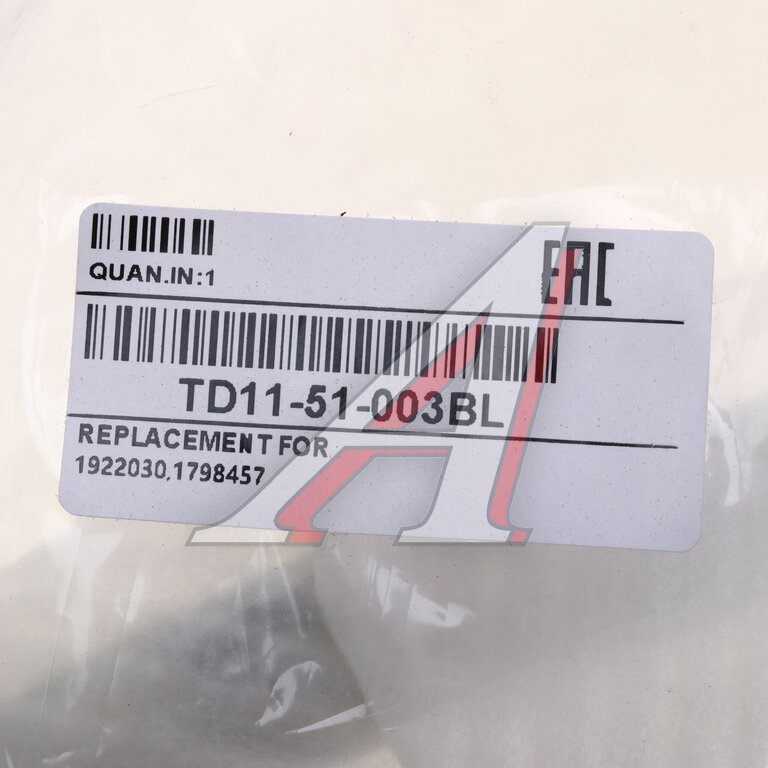 QUAN.IN:1
EAC
TD11-51-003BL
REPLACEMENT FOR
1922030,1798457